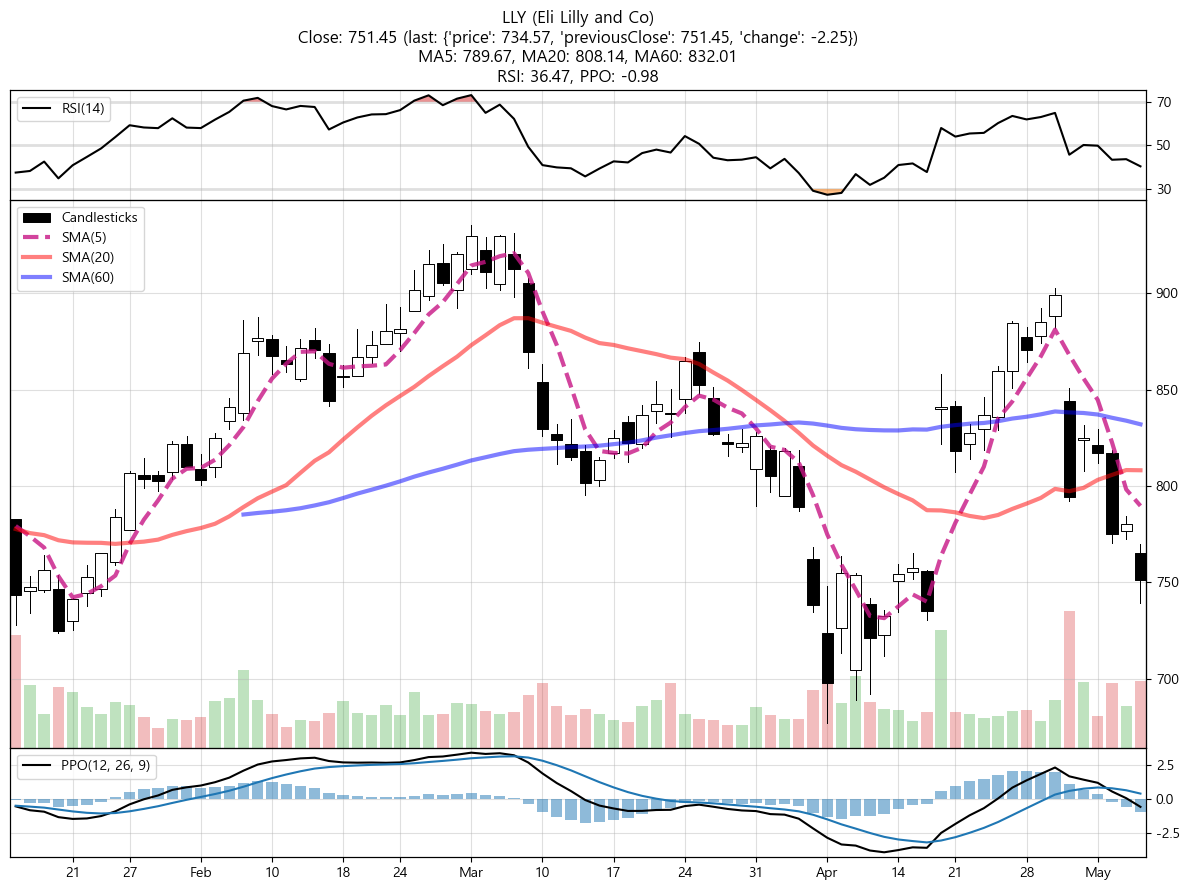 LLY (Eli Lilly and Co)
Close: 751.45 (last: {'price': 734.57, 'previousClose': 751.45, 'change': -2.25})
MA5: 789.67, MA20: 808.14, MA60: 832.01
RSI: 36.47, PPO: -0.98
RSI(14)
70
50
30
Candlesticks
SMA(5)
SMA(20)
SMA(60)
900
850
800
750
700
PPO(12, 26, 9)
2.5
0.0
−2.5
21 27 Feb 10 18 24 Mar 10 17 24 31 Apr 14 21 28 May